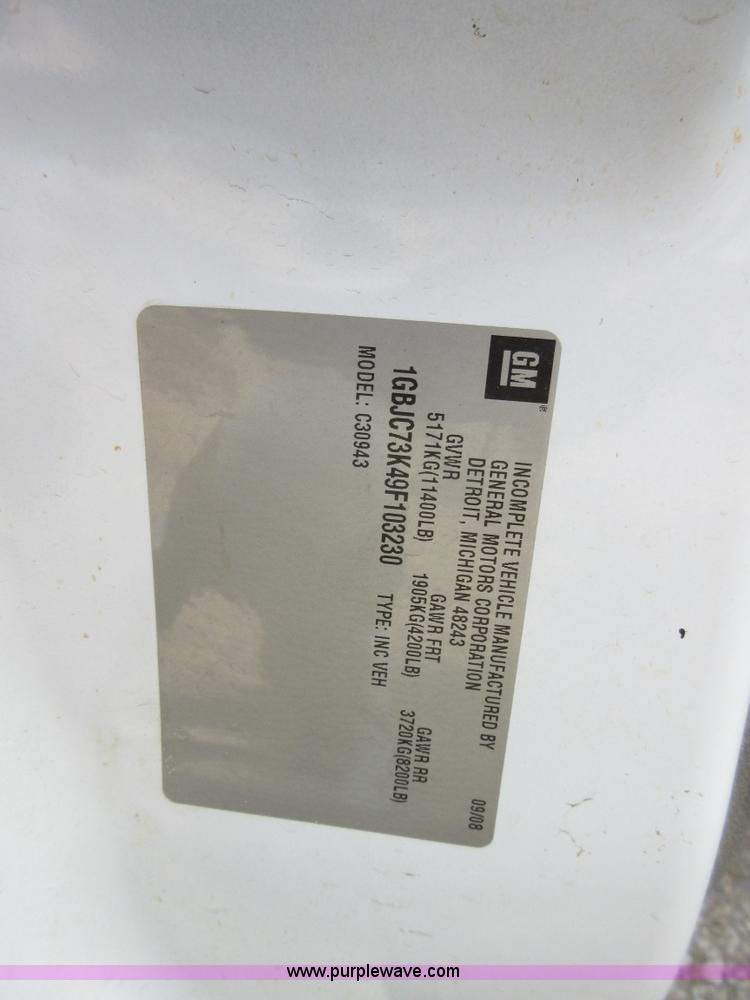 GM
INCOMPLETE VEHICLE MANUFACTURED BY
GENERAL MOTORS CORPORATION
DETROIT, MICHIGAN 48243
09/08
GVWR GAWR FRT GAWR RR
5171KG(11400LB) 1905KG(4200LB) 3720KG(8200LB)
1GBJC73K49F103230 TYPE: INC VEH
MODEL: C30943
www.purplewave.com